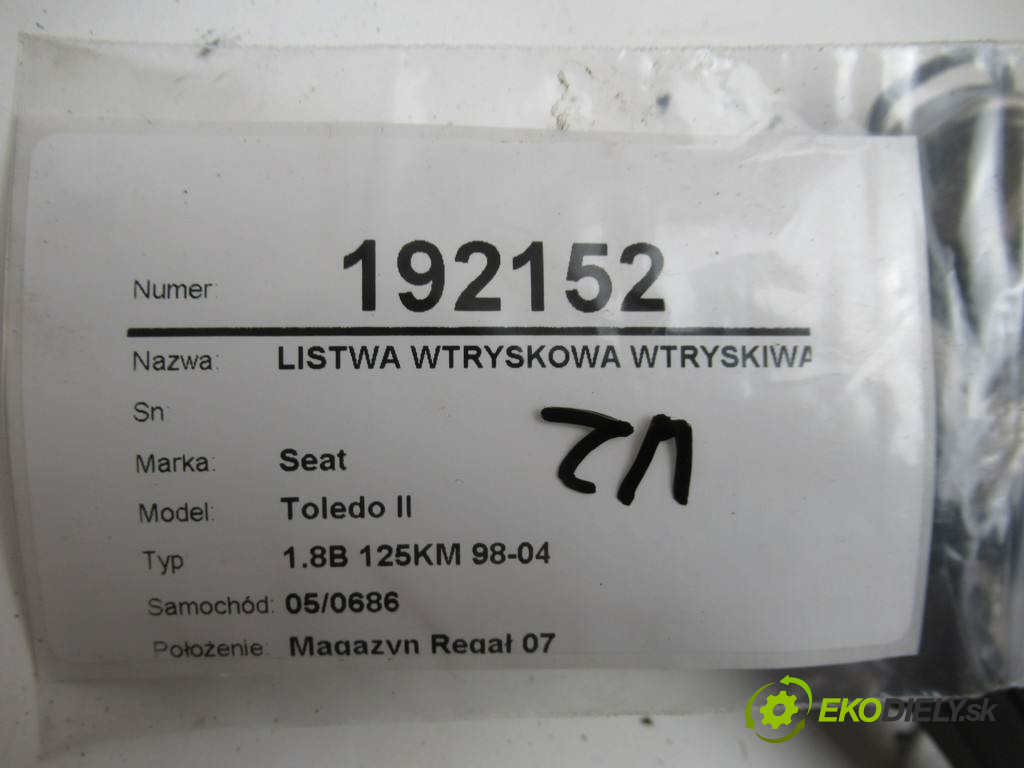 Numer: 192152
Nazwa: LISTWA WTRYSKOWA WTRYSKIWA
Sn:
Marka: Seat
Model: Toledo II
Typ 1.8B 125KM 98-04
Samochód: 05/0686
Położenie: Magazyn Regał 07
EKODIELY.sk